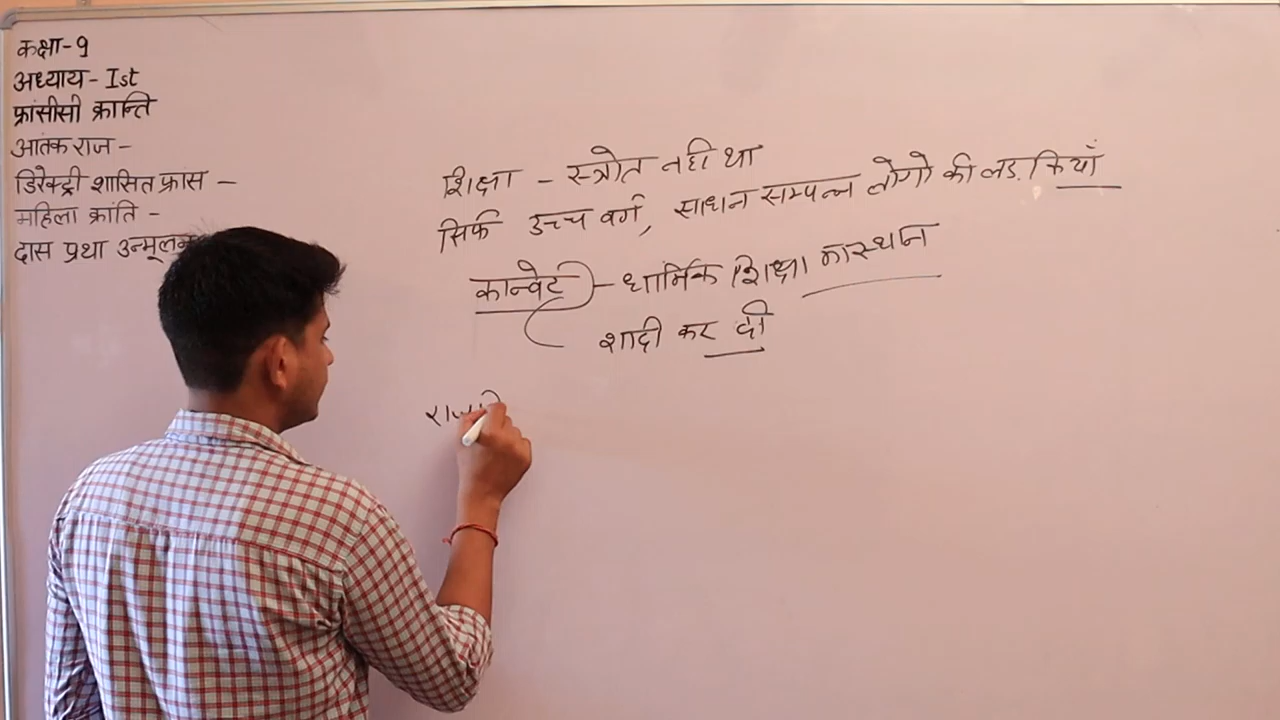 कक्षा-9
अध्याय- Ist
फ्रांसीसी क्रान्ति
आतंक राज -
डिरेक्ट्री शासित फ्रांस -
महिला क्रांति -
दास प्रथा उन्मूलन
शिक्षा - स्त्रोत नही था
सिर्फ उच्च वर्ग, साधन सम्पन्न लोगो की लड़कियाँ
कान्वेट - धार्मिक शिक्षा का स्थान
शादी कर दी